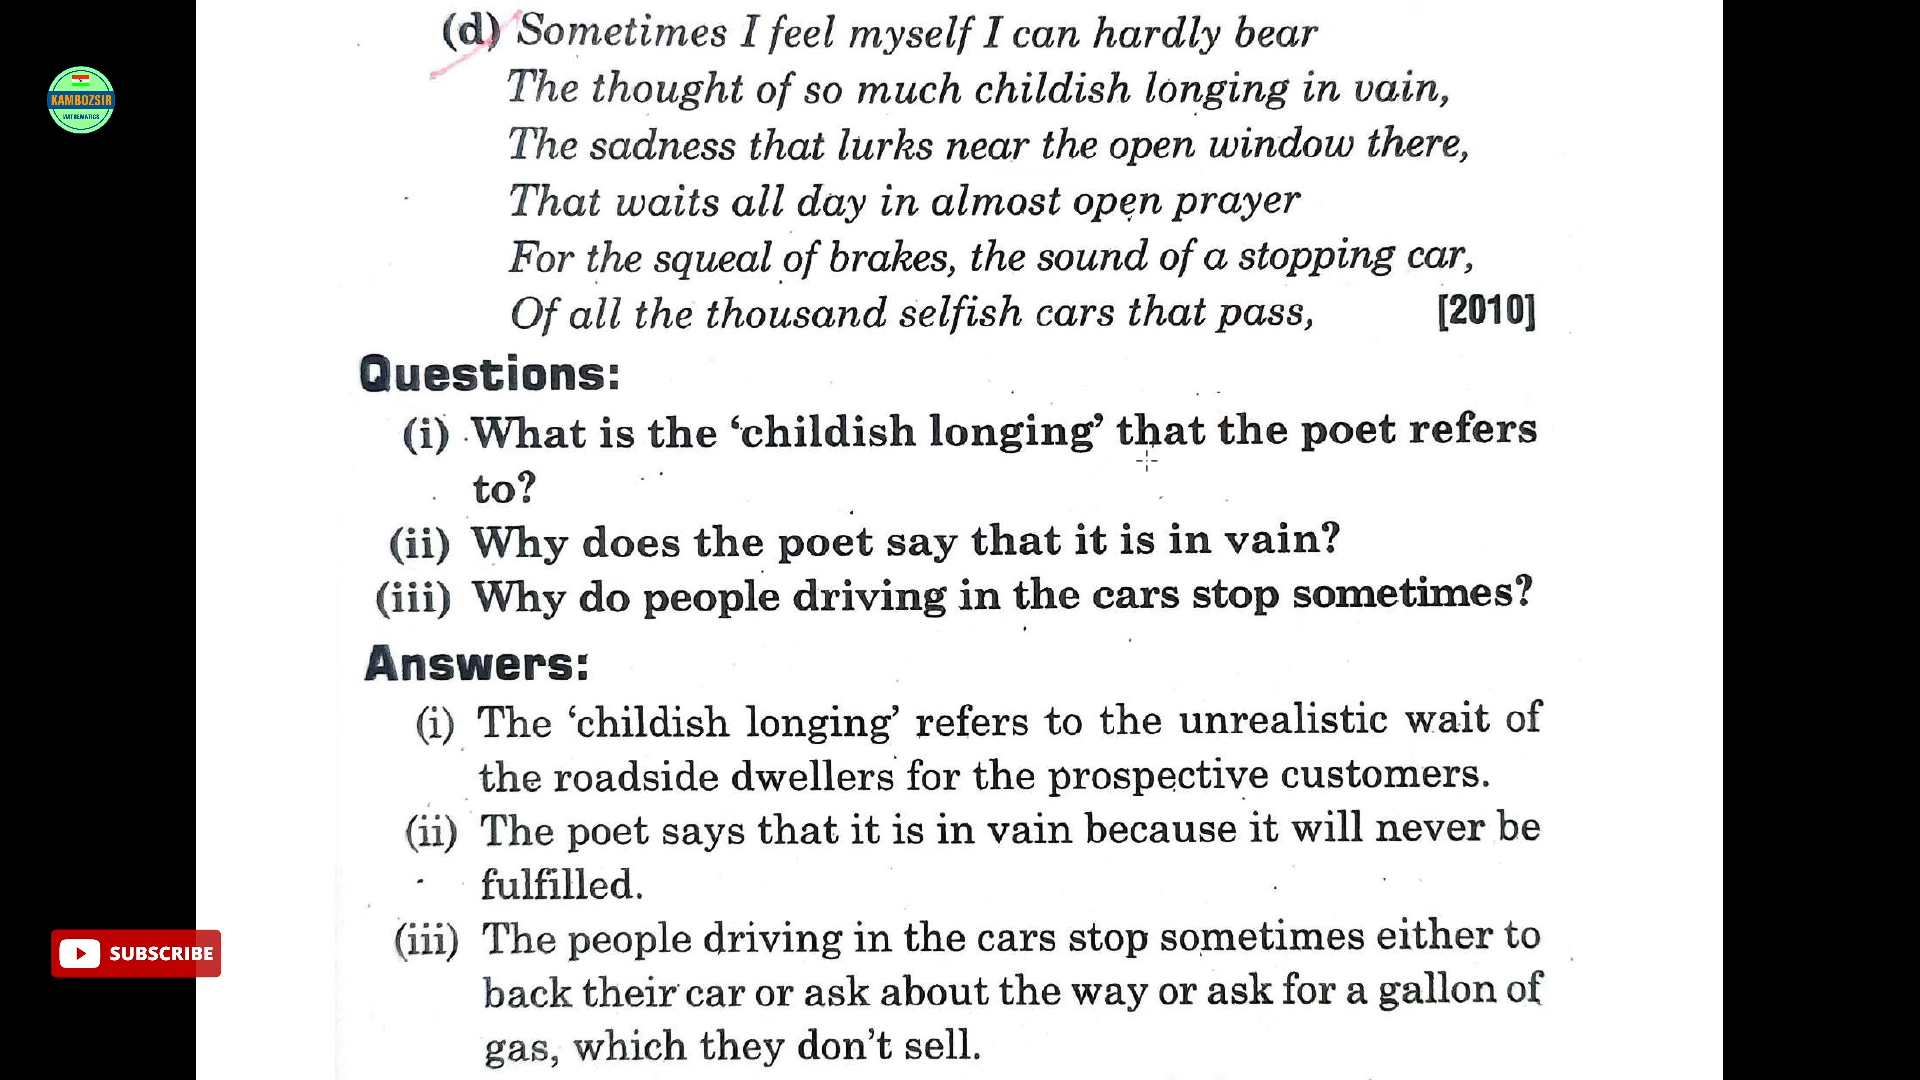 (d) Sometimes I feel myself I can hardly bear
The thought of so much childish longing in vain,
The sadness that lurks near the open window there,
That waits all day in almost open prayer
For the squeal of brakes, the sound of a stopping car,
Of all the thousand selfish cars that pass, [2010]
Questions:
(i) What is the ‘childish longing’ that the poet refers
to?
(ii) Why does the poet say that it is in vain?
(iii) Why do people driving in the cars stop sometimes?
Answers:
(i) The ‘childish longing’ refers to the unrealistic wait of
the roadside dwellers for the prospective customers.
(ii) The poet says that it is in vain because it will never be
fulfilled.
(iii) The people driving in the cars stop sometimes either to
back their car or ask about the way or ask for a gallon of
gas, which they don’t sell.
KAMBOZSIR
MATHEMATICS
SUBSCRIBE